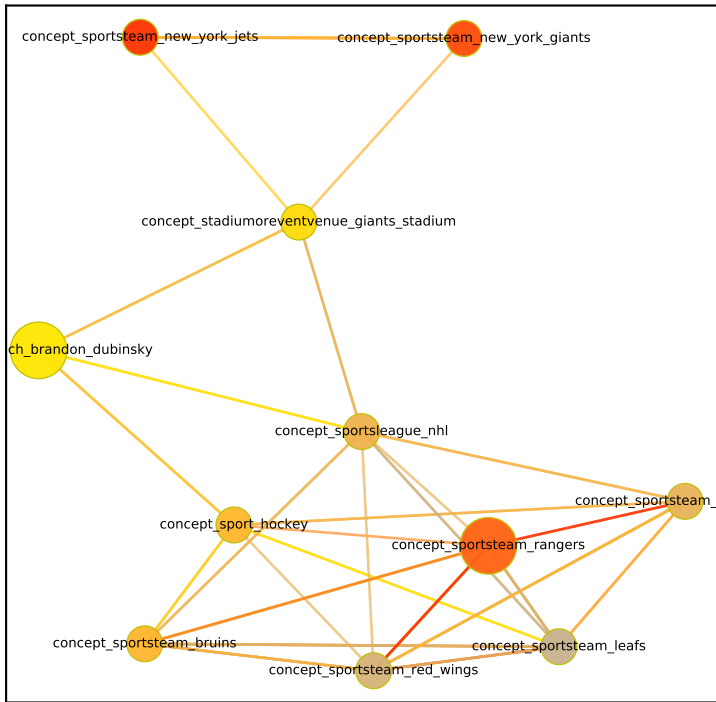 concept_sportsteam_new_york_jets
concept_sportsteam_new_york_giants
concept_stadiumoreventvenue_giants_stadium
ch_brandon_dubinsky
concept_sportsleague_nhl
concept_sportsteam_
concept_sport_hockey
concept_sportsteam_rangers
concept_sportsteam_bruins
concept_sportsteam_leafs
concept_sportsteam_red_wings